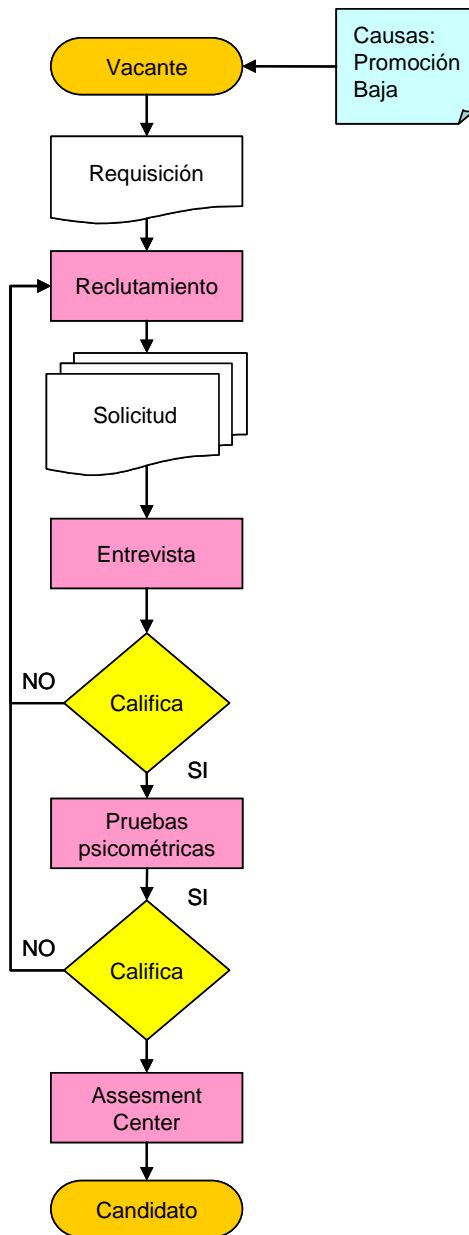 Causas:
Promoción
Baja
Vacante
Requisición
Reclutamiento
Solicitud
Entrevista
NO
Califica
SI
Pruebas
psicométricas
SI
NO
Califica
Assesment
Center
Candidato